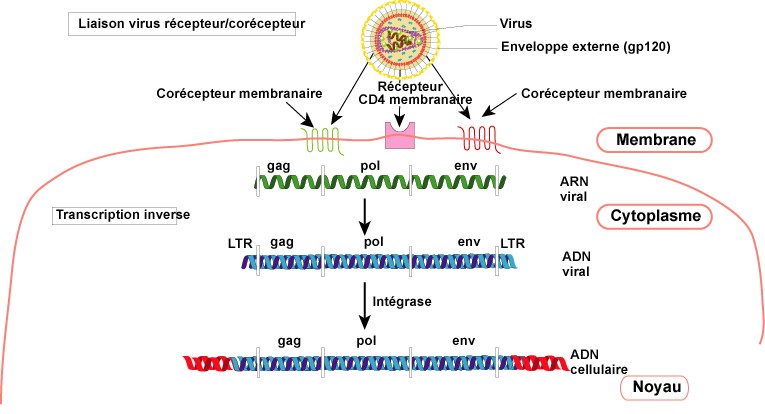 Liaison virus récepteur/corécepteur
Virus
Enveloppe externe (gp120)
Corécepteur membranaire
Récepteur
CD4 membranaire
Corécepteur membranaire
Membrane
gag pol env
ARN
viral
Transcription inverse
Cytoplasme
LTR gag pol env LTR
ADN
viral
Intégrase
gag pol env
ADN
cellulaire
Noyau